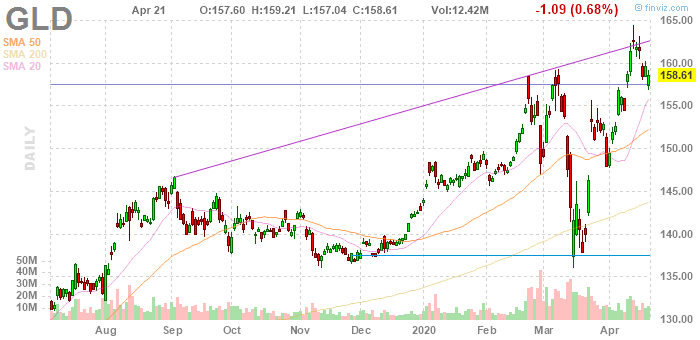 GLD
Apr 21 O:157.60 H:159.21 L:157.04 C:158.61 Vol:12.42M -1.09 (0.68%)
© finviz.com
SMA 50
SMA 200
SMA 20
DAILY
165.00
160.00
158.61
155.00
150.00
145.00
140.00
135.00
130.00
50M
40M
30M
20M
10M
Aug Sep Oct Nov Dec 2020 Feb Mar Apr